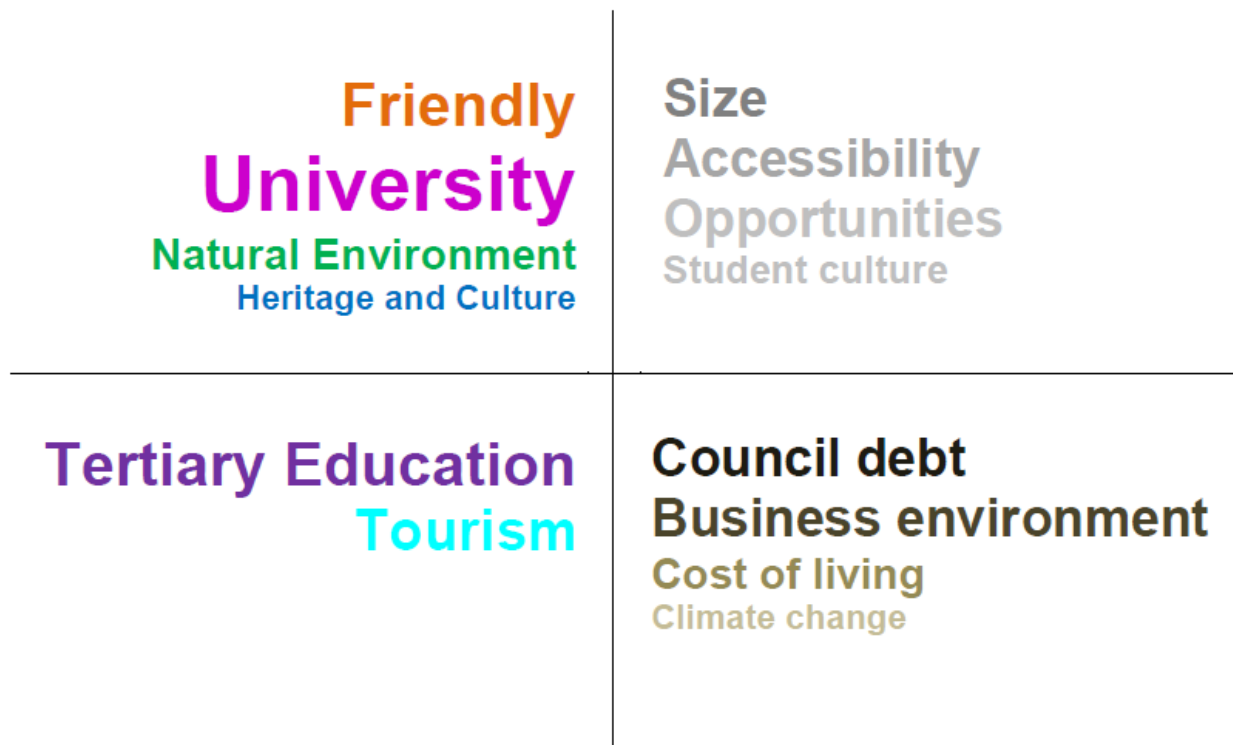 Friendly
University
Natural Environment
Heritage and Culture
Size
Accessibility
Opportunities
Student culture
Tertiary Education
Tourism
Council debt
Business environment
Cost of living
Climate change